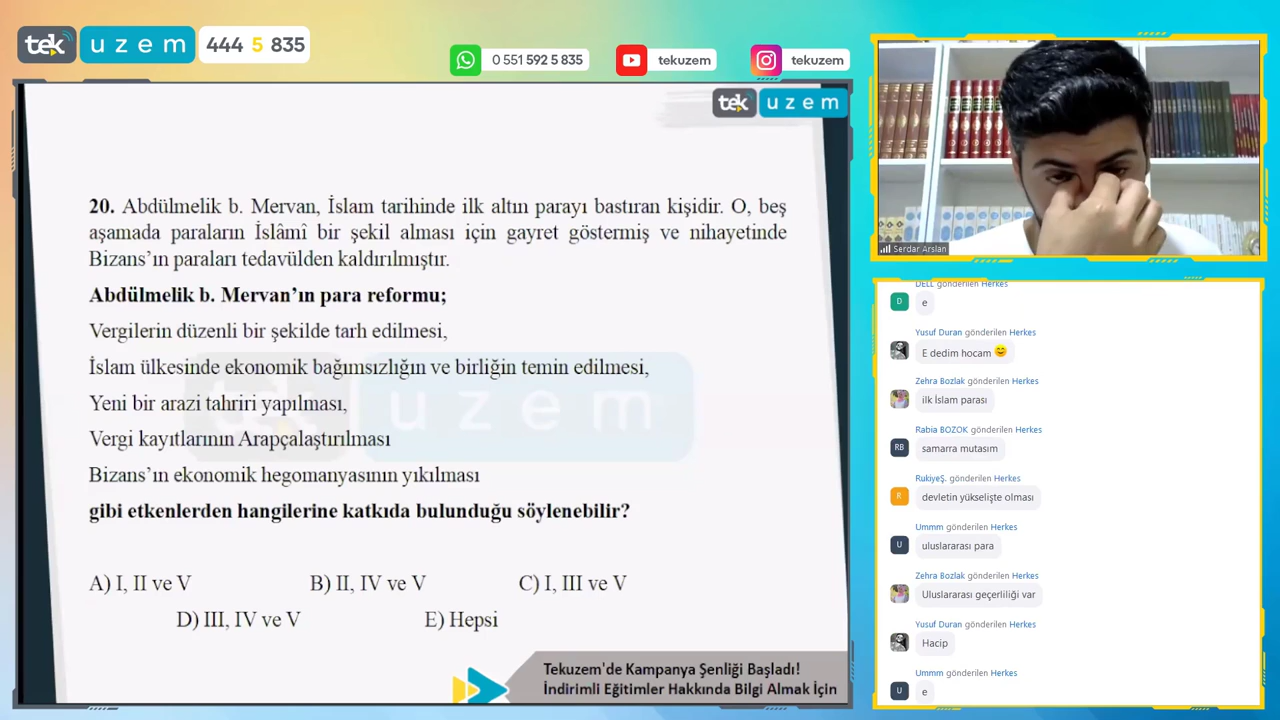 tek uzem 444 5 835
0 551 592 5 835
tekuzem
tekuzem
tek uzem
20. Abdülmelik b. Mervan, İslam tarihinde ilk altın parayı bastıran kişidir. O, beş
aşamada paraların İslâmî bir şekil alması için gayret göstermiş ve nihayetinde
Bizans’ın paraları tedavülden kaldırılmıştır.
Abdülmelik b. Mervan’ın para reformu;
Vergilerin düzenli bir şekilde tarh edilmesi,
İslam ülkesinde ekonomik bağımsızlığın ve birliğin temin edilmesi,
Yeni bir arazi tahriri yapılması,
Vergi kayıtlarının Arapçalaştırılması
Bizans’ın ekonomik hegomanyasının yıkılması
gibi etkenlerden hangilerine katkıda bulunduğu söylenebilir?
A) I, II ve V B) II, IV ve V C) I, III ve V
D) III, IV ve V E) Hepsi
uzem
Tekuzem'de Kampanya Şenliği Başladı!
İndirimli Eğitimler Hakkında Bilgi Almak İçin
Serdar Arslan
DELL gönderilen Herkes
D e
Yusuf Duran gönderilen Herkes
E dedim hocam
Zehra Bozlak gönderilen Herkes
ilk İslam parası
Rabia BOZOK gönderilen Herkes
RB samarra mutasım
RukiyeŞ. gönderilen Herkes
R devletin yükselişte olması
Ummm gönderilen Herkes
U uluslararası para
Zehra Bozlak gönderilen Herkes
Uluslararası geçerliliği var
Yusuf Duran gönderilen Herkes
Hacip
Ummm gönderilen Herkes
U e